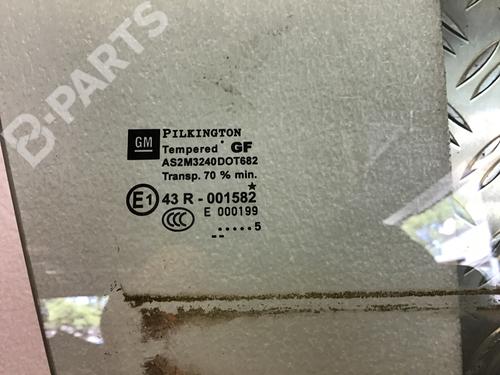 B-PARTS
GM PILKINGTON
Tempered GF
AS2M3240DOT682
Transp. 70 % min.
E1 43 R - 001582
CCC E 000199
..... 5